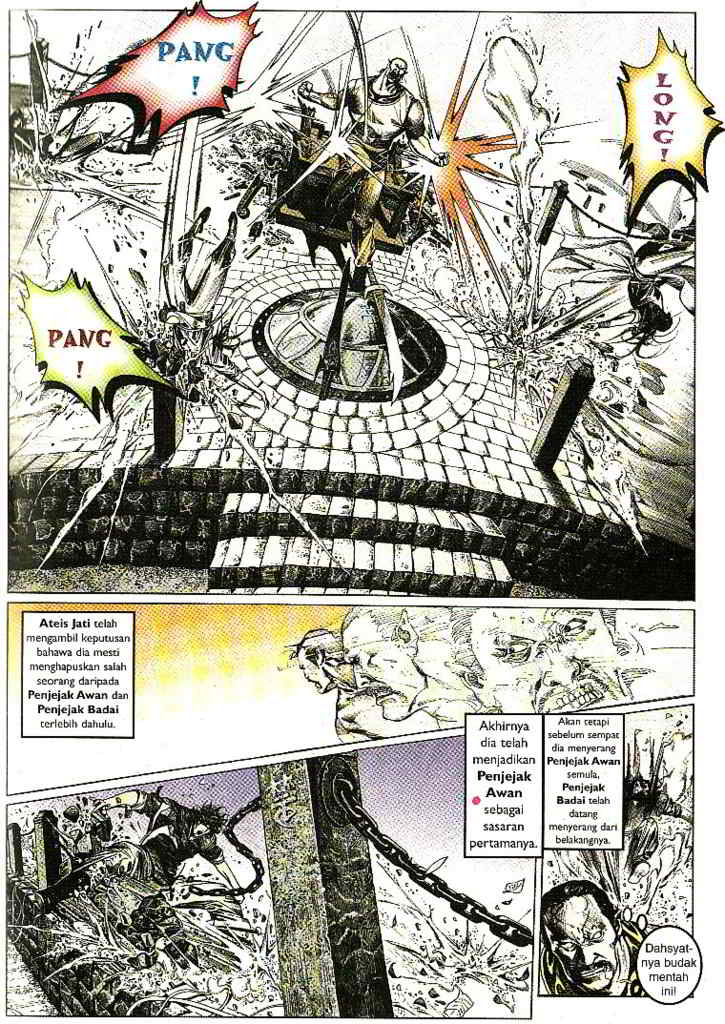 PANG
!
LONG!
PANG
!
Ateis Jati telah
mengambil keputusan
bahawa dia mesti
menghapuskan salah
seorang daripada
Penjejak Awan dan
Penjejak Badai
terlebih dahulu.
Akhirnya
dia telah
menjadikan
Penjejak
Awan
sebagai
sasaran
pertamanya.
Akan tetapi
sebelum sempat
dia menyerang
Penjejak Awan
semula,
Penjejak
Badai telah
datang
menyerang dari
belakangnya.
Dahsyat-
nya budak
mentah
ini!